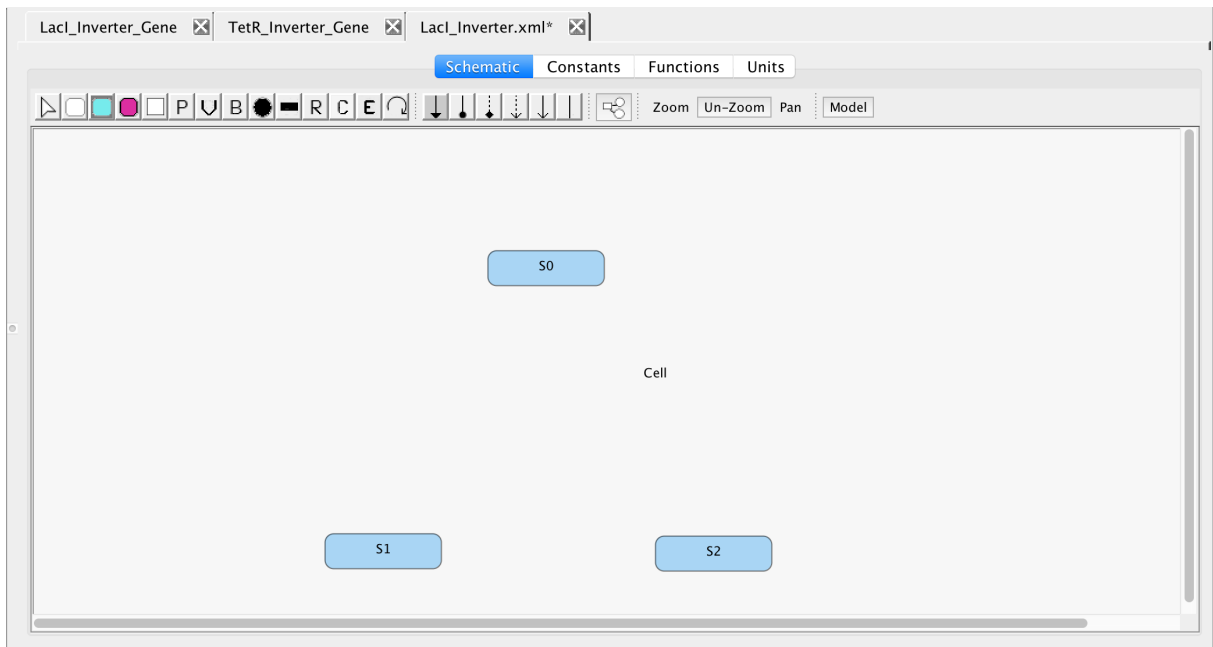 LacI_Inverter_Gene TetR_Inverter_Gene LacI_Inverter.xml*
Schematic Constants Functions Units
P V B R C E Zoom Un-Zoom Pan Model
S0
Cell
S1 S2